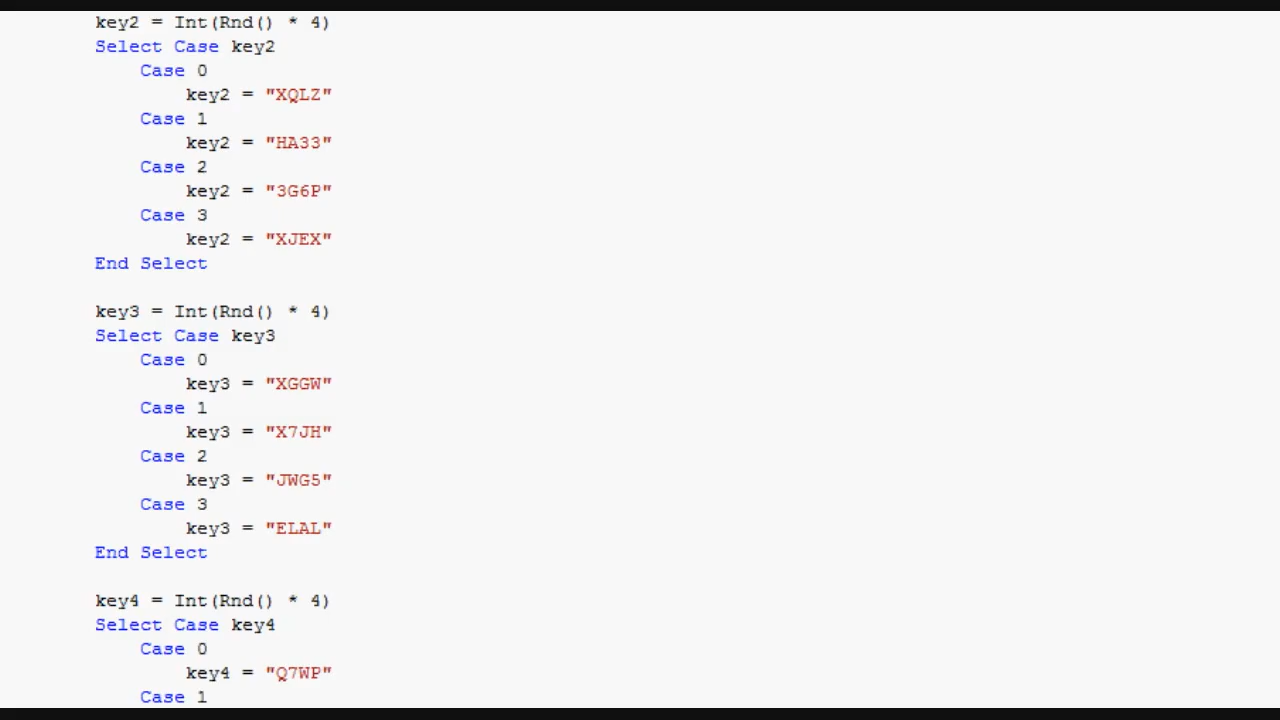 key2 = Int(Rnd() * 4)
Select Case key2
Case 0
key2 = "XQLZ"
Case 1
key2 = "HA33"
Case 2
key2 = "3G6P"
Case 3
key2 = "XJEX"
End Select
key3 = Int(Rnd() * 4)
Select Case key3
Case 0
key3 = "XGGW"
Case 1
key3 = "X7JH"
Case 2
key3 = "JWG5"
Case 3
key3 = "ELAL"
End Select
key4 = Int(Rnd() * 4)
Select Case key4
Case 0
key4 = "Q7WP"
Case 1